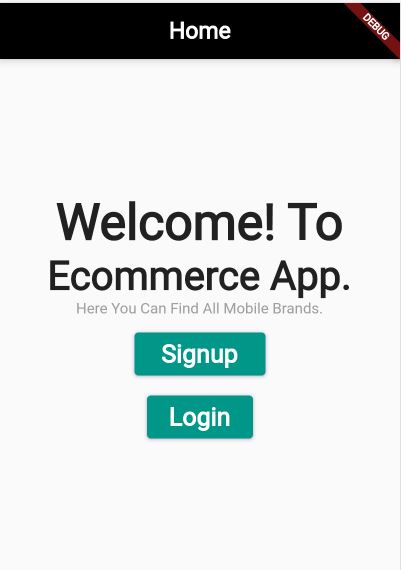 Home
DEBUG
Welcome! To
Ecommerce App.
Here You Can Find All Mobile Brands.
Signup
Login